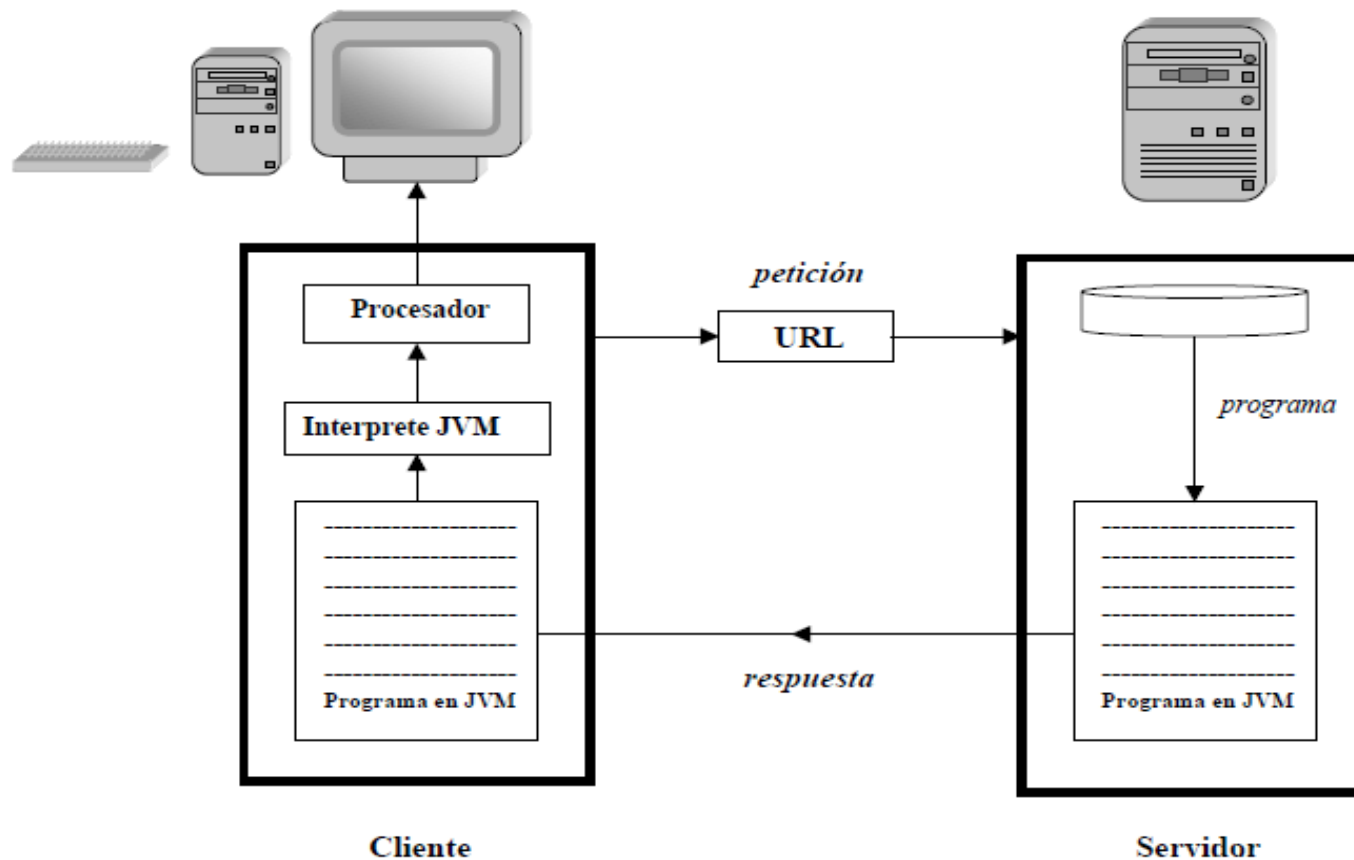 petición
Procesador
URL
programa
Interprete JVM
Programa en JVM
respuesta
Programa en JVM
Cliente
Servidor